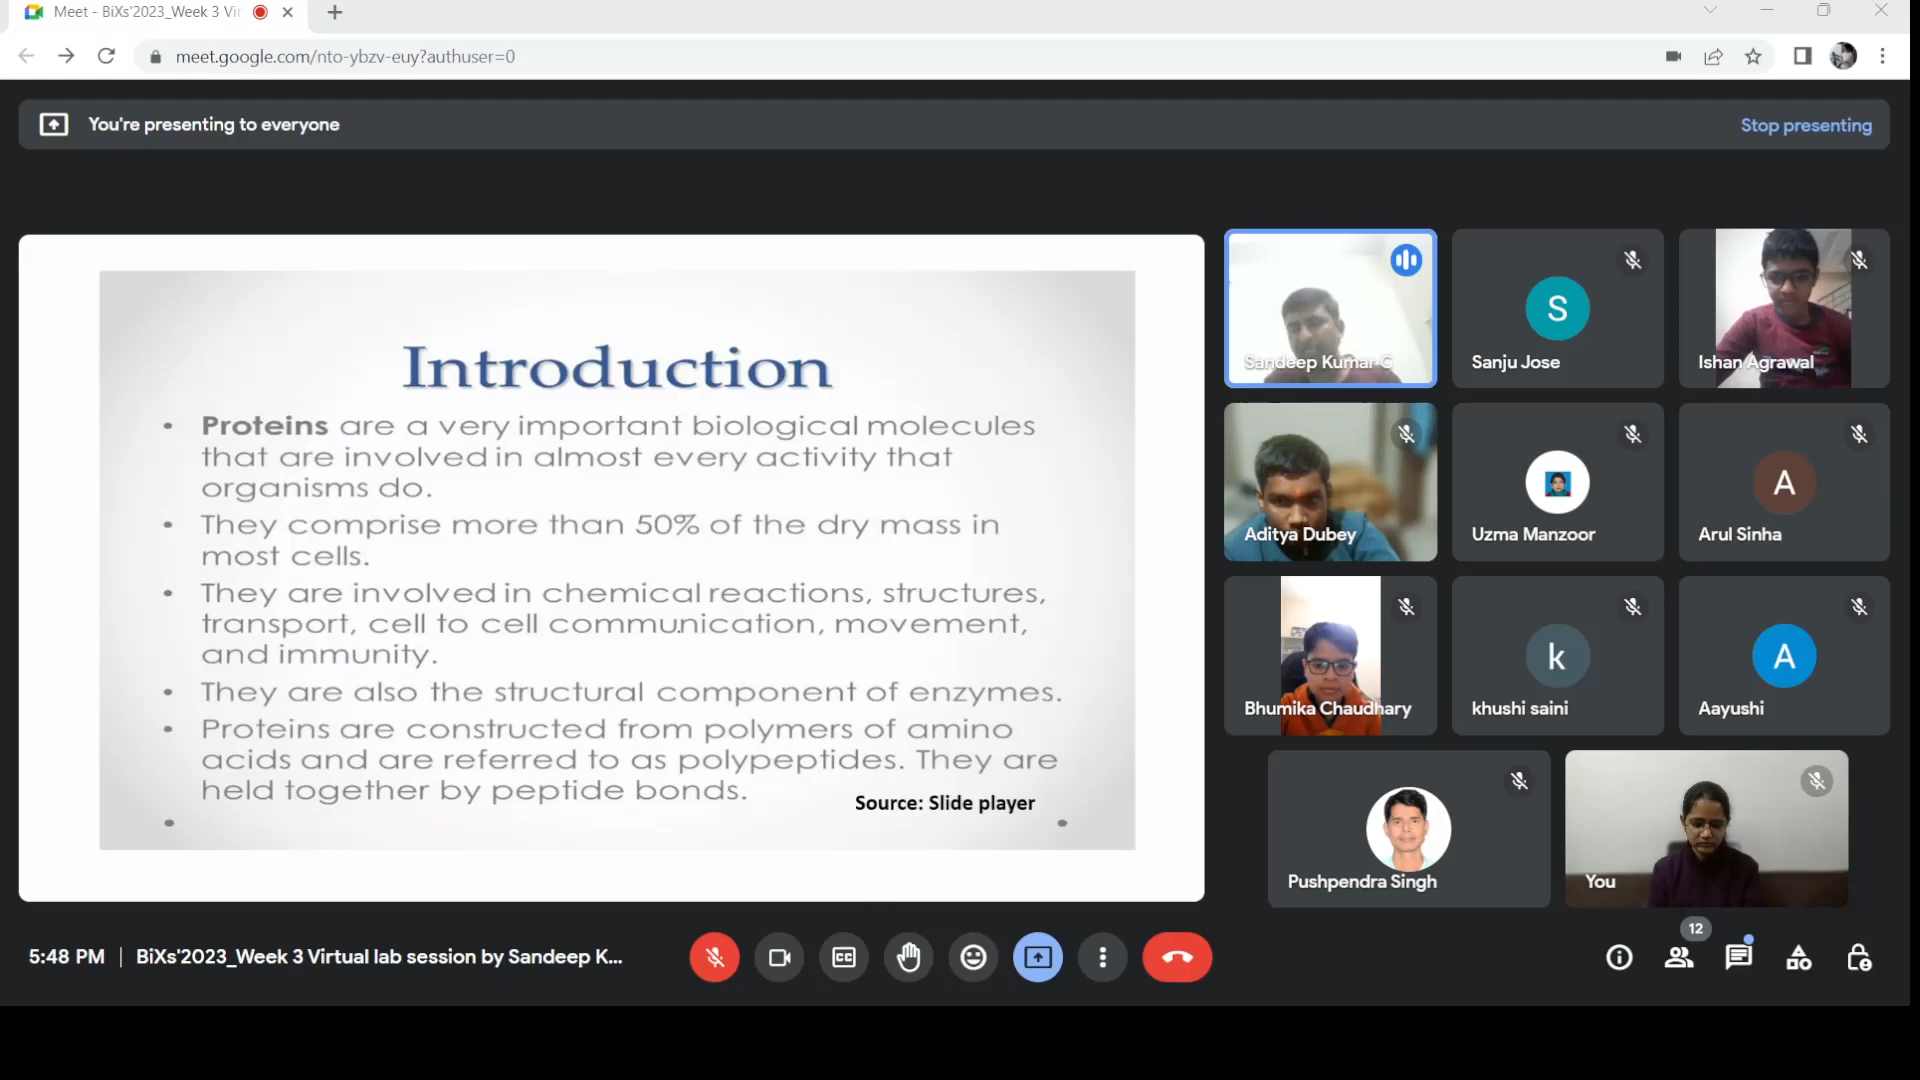 Meet - BiXs'2023_Week 3 Vir
meet.google.com/nto-ybzv-euy?authuser=0
You're presenting to everyone
Stop presenting
Introduction
• Proteins are a very important biological molecules
that are involved in almost every activity that
organisms do.
• They comprise more than 50% of the dry mass in
most cells.
• They are involved in chemical reactions, structures,
transport, cell to cell communication, movement,
and immunity.
• They are also the structural component of enzymes.
• Proteins are constructed from polymers of amino
acids and are referred to as polypeptides. They are
held together by peptide bonds.
Source: Slide player
Sandeep Kumar C
S
Sanju Jose
Ishan Agrawal
Aditya Dubey
Uzma Manzoor
A
Arul Sinha
Bhumika Chaudhary
k
khushi saini
A
Aayushi
Pushpendra Singh
You
5:48 PM | BiXs'2023_Week 3 Virtual lab session by Sandeep K...
CC
12